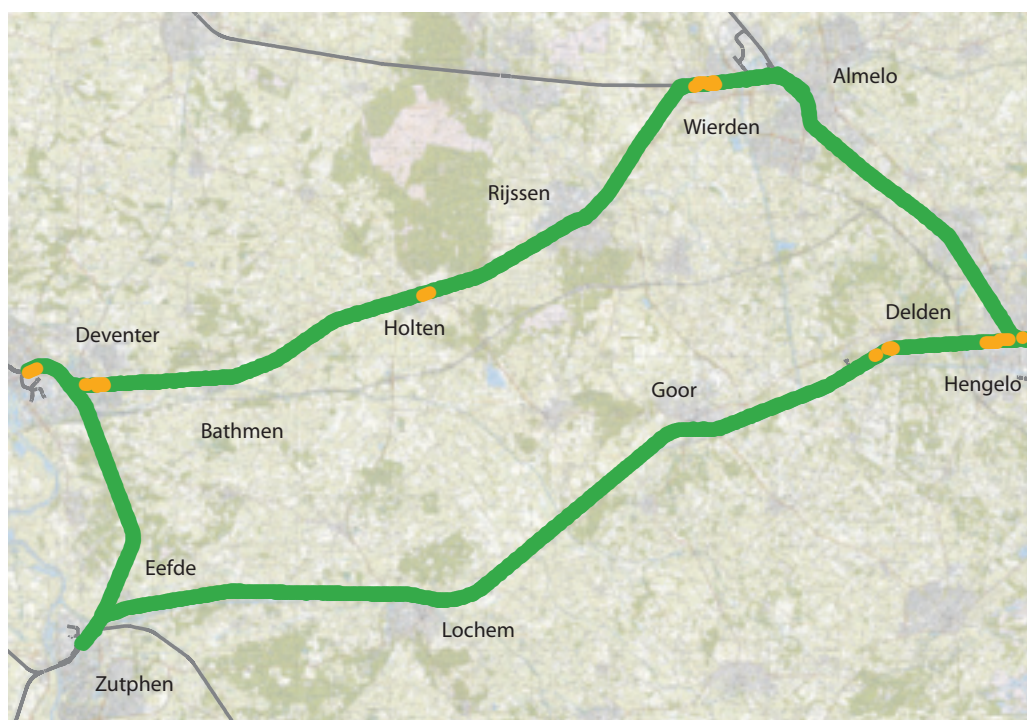 Almelo
Wierden
Rijssen
Delden
Holten
Deventer
Hengelo
Goor
Bathmen
Eefde
Lochem
Zutphen